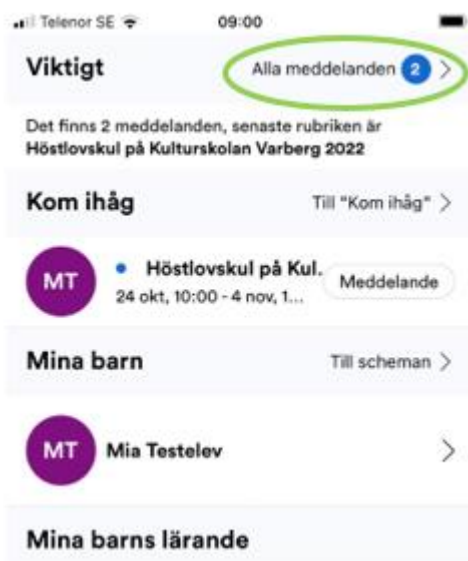 Telenor SE 09:00
Viktigt Alla meddelanden 2
Det finns 2 meddelanden, senaste rubriken är
Höstlovskul på Kulturskolan Varberg 2022
Kom ihåg Till "Kom ihåg"
MT Höstlovskul på Kul. Meddelande
24 okt, 10:00 - 4 nov, 1...
Mina barn Till scheman
MT Mia Testelev
Mina barns lärande